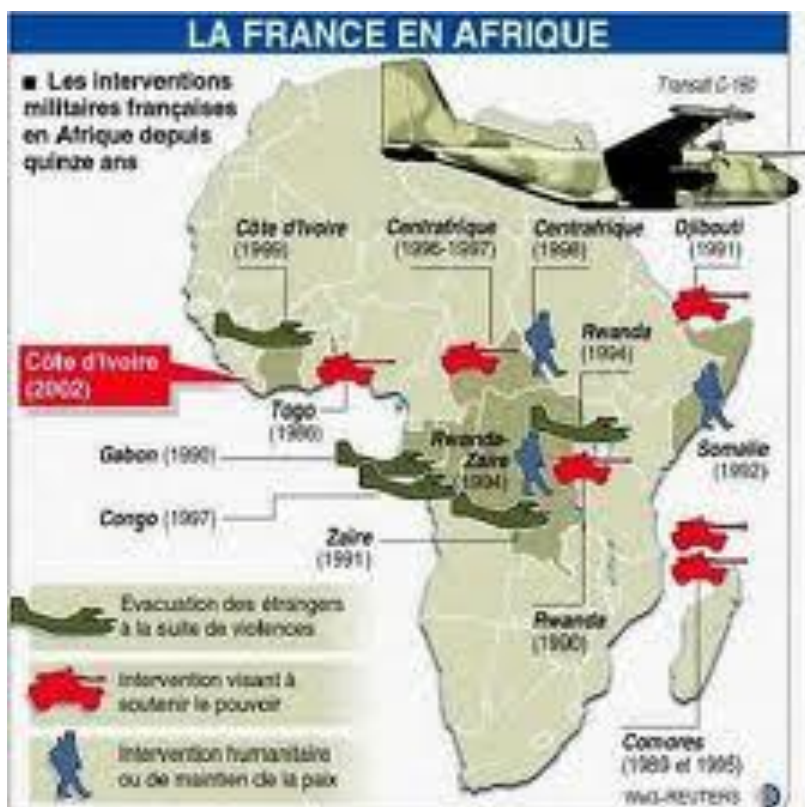 LA FRANCE EN AFRIQUE
■ Les interventions
militaires françaises
en Afrique depuis
quinze ans
Transall C-160
Côte d'Ivoire
(1999)
Centrafrique
(1996-1997)
Centrafrique
(1998)
Djibouti
(1991)
Rwanda
(1994)
Côte d'Ivoire
(2002)
Togo
(1986)
Gabon (1990)
Rwanda-
Zaïre
(1994)
Somalie
(1992)
Congo (1997)
Zaïre
(1991)
Rwanda
(1990)
Evacuation des étrangers
à la suite de violences
Intervention visant à
soutenir le pouvoir
Intervention humanitaire
ou de maintien de la paix
Comores
(1989 et 1995)
REUTERS